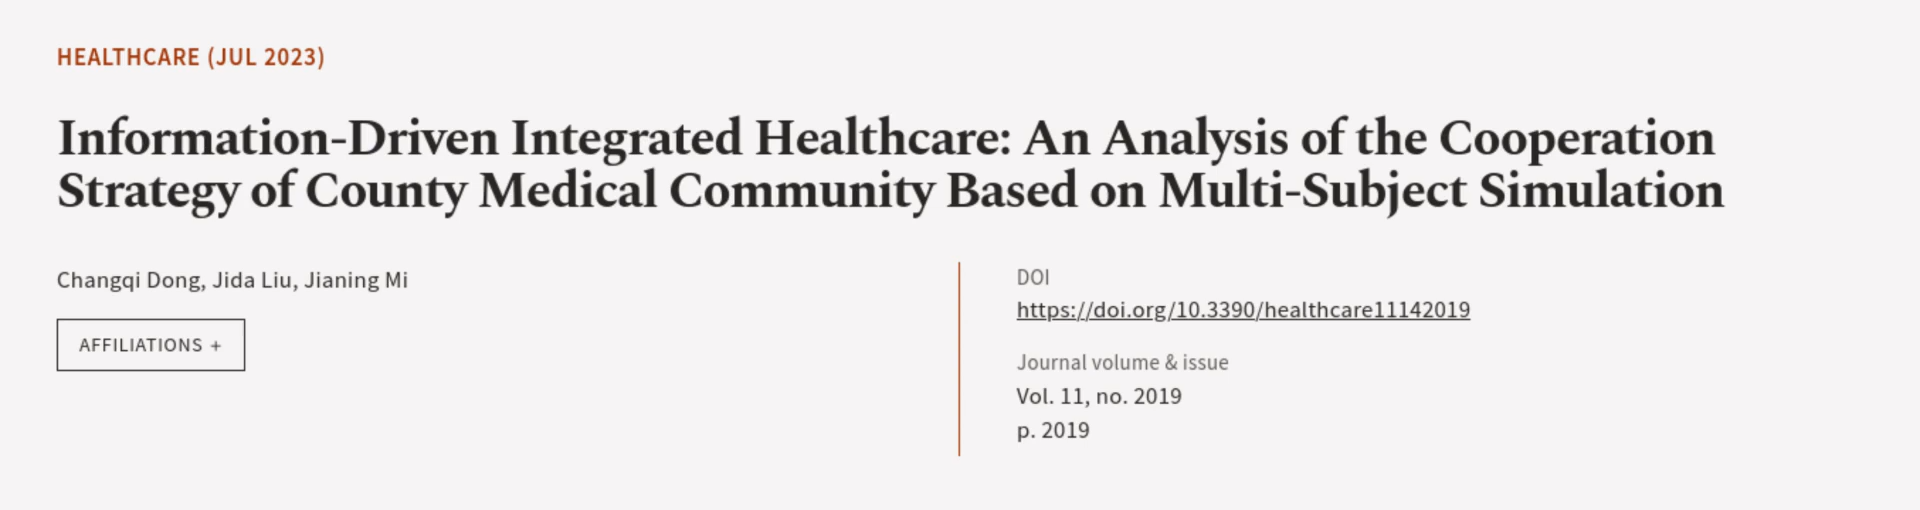 HEALTHCARE (JUL 2023)
Information-Driven Integrated Healthcare: An Analysis of the Cooperation
Strategy of County Medical Community Based on Multi-Subject Simulation
Changqi Dong, Jida Liu, Jianing Mi
AFFILIATIONS +
DOI
https://doi.org/10.3390/healthcare11142019
Journal volume & issue
Vol. 11, no. 2019
p. 2019